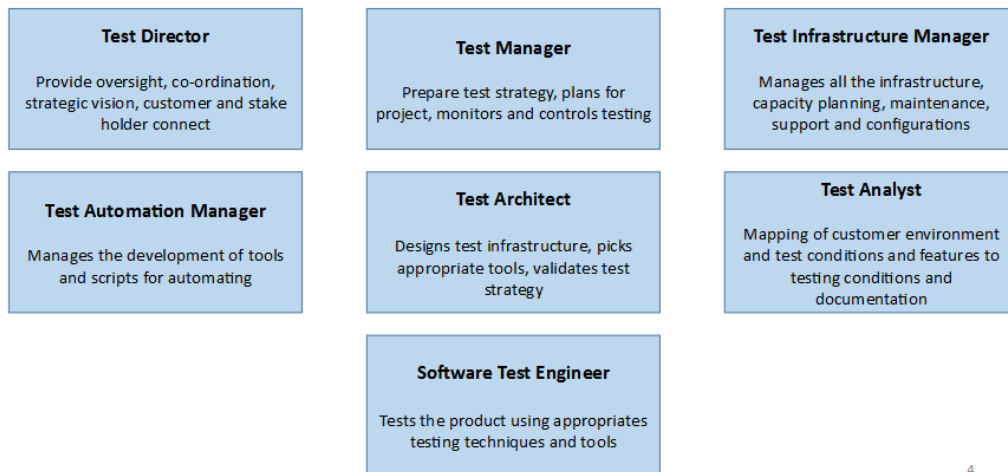 Test Director
Provide oversight, co-ordination,
strategic vision, customer and stake
holder connect
Test Manager
Prepare test strategy, plans for
project, monitors and controls testing
Test Infrastructure Manager
Manages all the infrastructure,
capacity planning, maintenance,
support and configurations
Test Automation Manager
Manages the development of tools
and scripts for automating
Test Architect
Designs test infrastructure, picks
appropriate tools, validates test
strategy
Test Analyst
Mapping of customer environment
and test conditions and features to
testing conditions and
documentation
Software Test Engineer
Tests the product using appropriates
testing techniques and tools
4